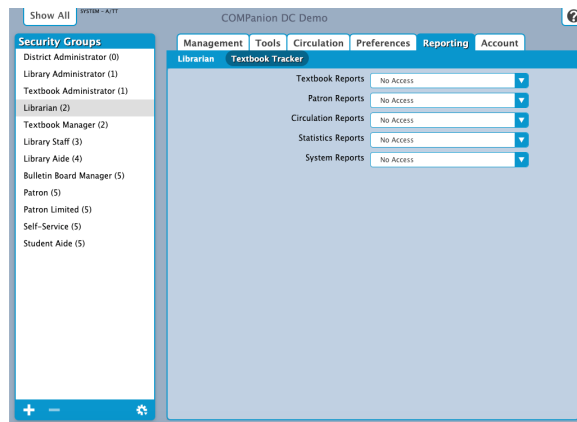 Show All
SYSTEM - A/TT
COMPanion DC Demo
Security Groups
District Administrator (0)
Library Administrator (1)
Textbook Administrator (1)
Librarian (2)
Textbook Manager (2)
Library Staff (3)
Library Aide (4)
Bulletin Board Manager (5)
Patron (5)
Patron Limited (5)
Self-Service (5)
Student Aide (5)
Management Tools Circulation Preferences Reporting Account
Librarian Textbook Tracker
Textbook Reports No Access
Patron Reports No Access
Circulation Reports No Access
Statistics Reports No Access
System Reports No Access